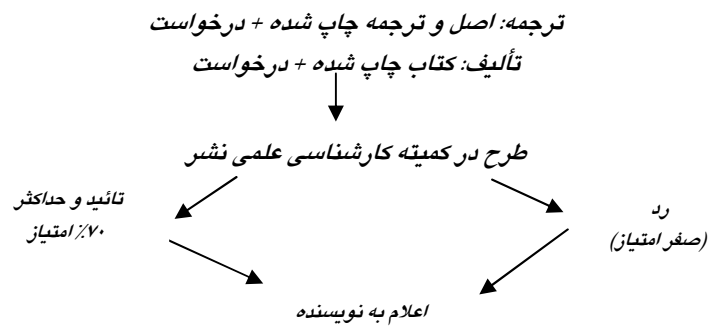 ترجمه: اصل و ترجمه چاپ شده + درخواست
تألیف: کتاب چاپ شده + درخواست
طرح در کمیته کارشناسی علمی نشر
رد
(صفر امتیاز)
تائید و حداکثر
۷۰٪ امتیاز
اعلام به نویسنده